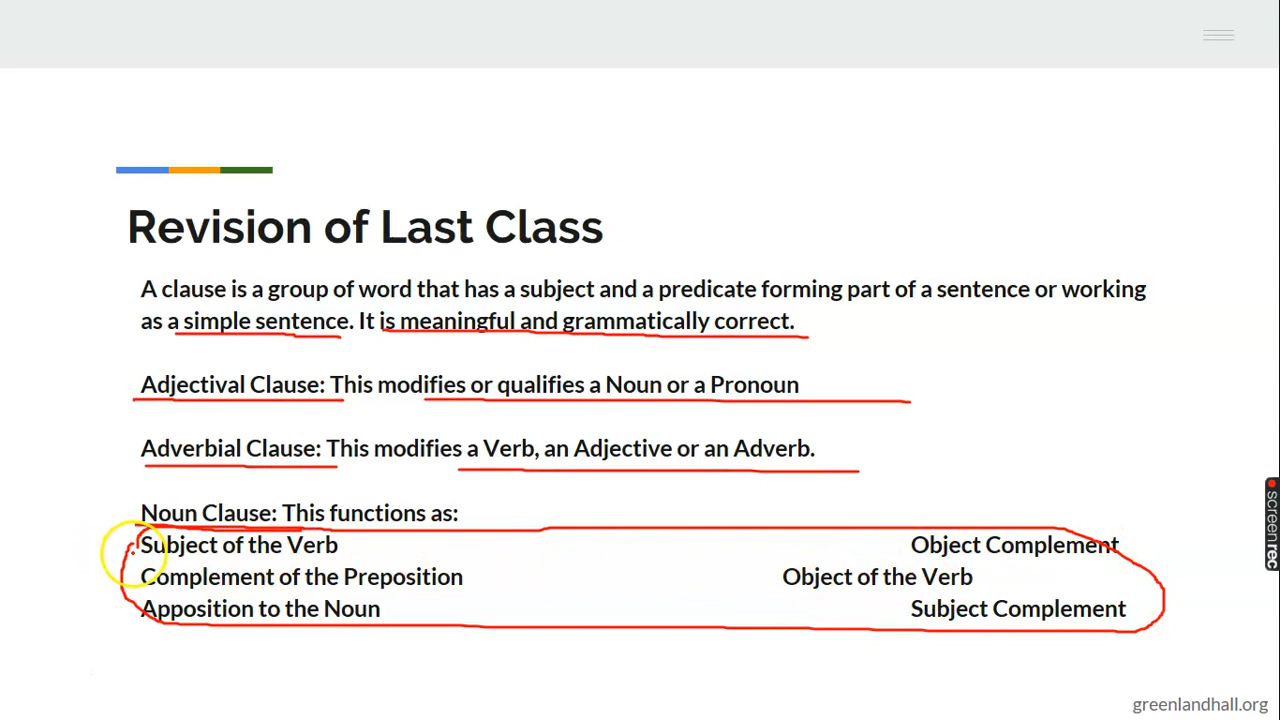 Revision of Last Class
A clause is a group of word that has a subject and a predicate forming part of a sentence or working
as a simple sentence. It is meaningful and grammatically correct.
Adjectival Clause: This modifies or qualifies a Noun or a Pronoun
Adverbial Clause: This modifies a Verb, an Adjective or an Adverb.
Noun Clause: This functions as:
Subject of the Verb Object Complement
Complement of the Preposition Object of the Verb
Apposition to the Noun Subject Complement
screenrec
greenlandhall.org